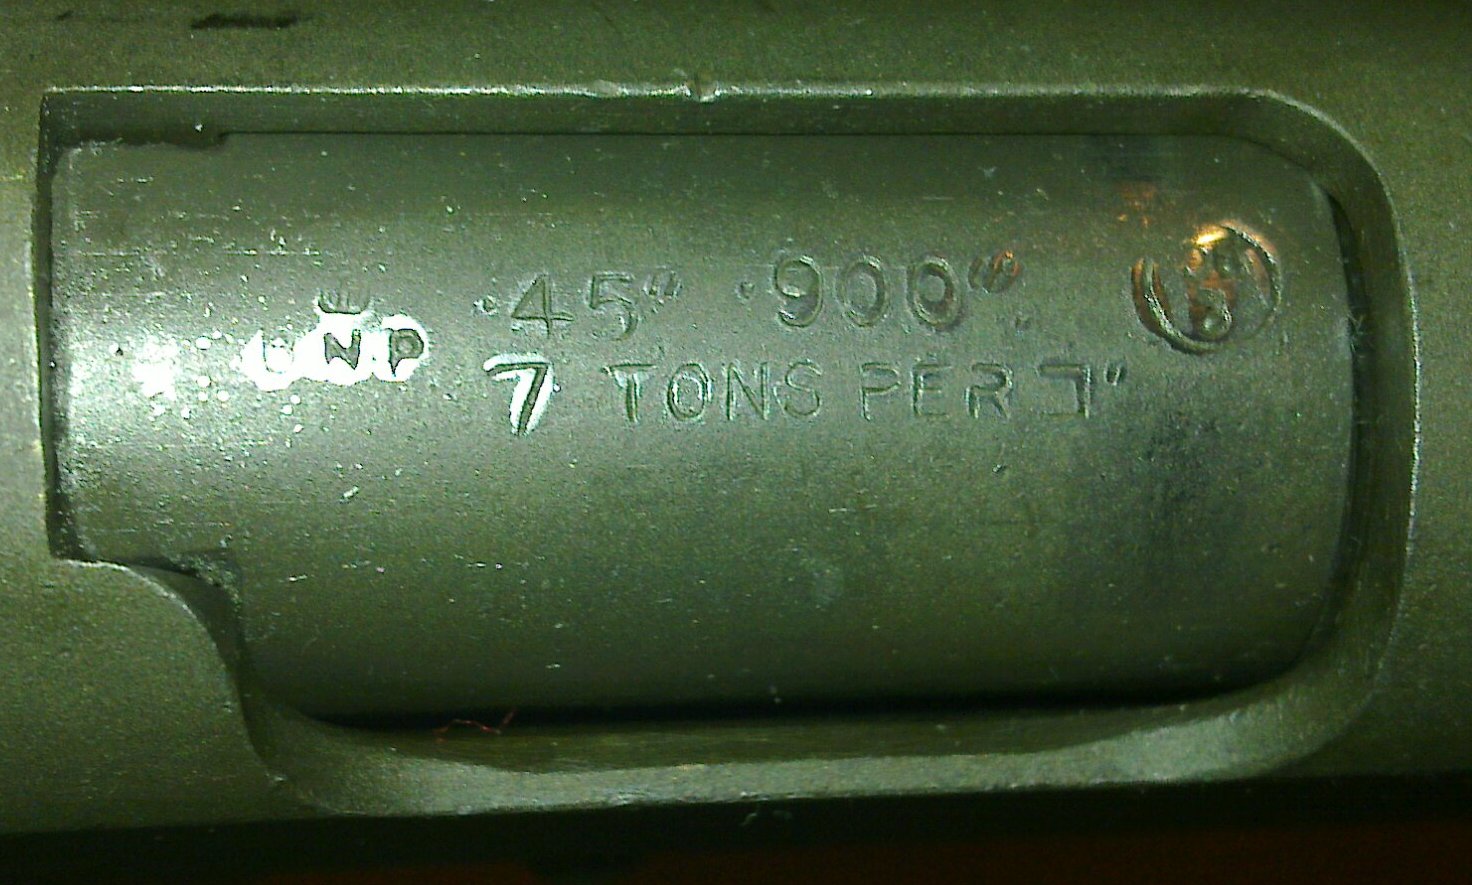 .45" .900"
NP 7 TONS PER ⅂"